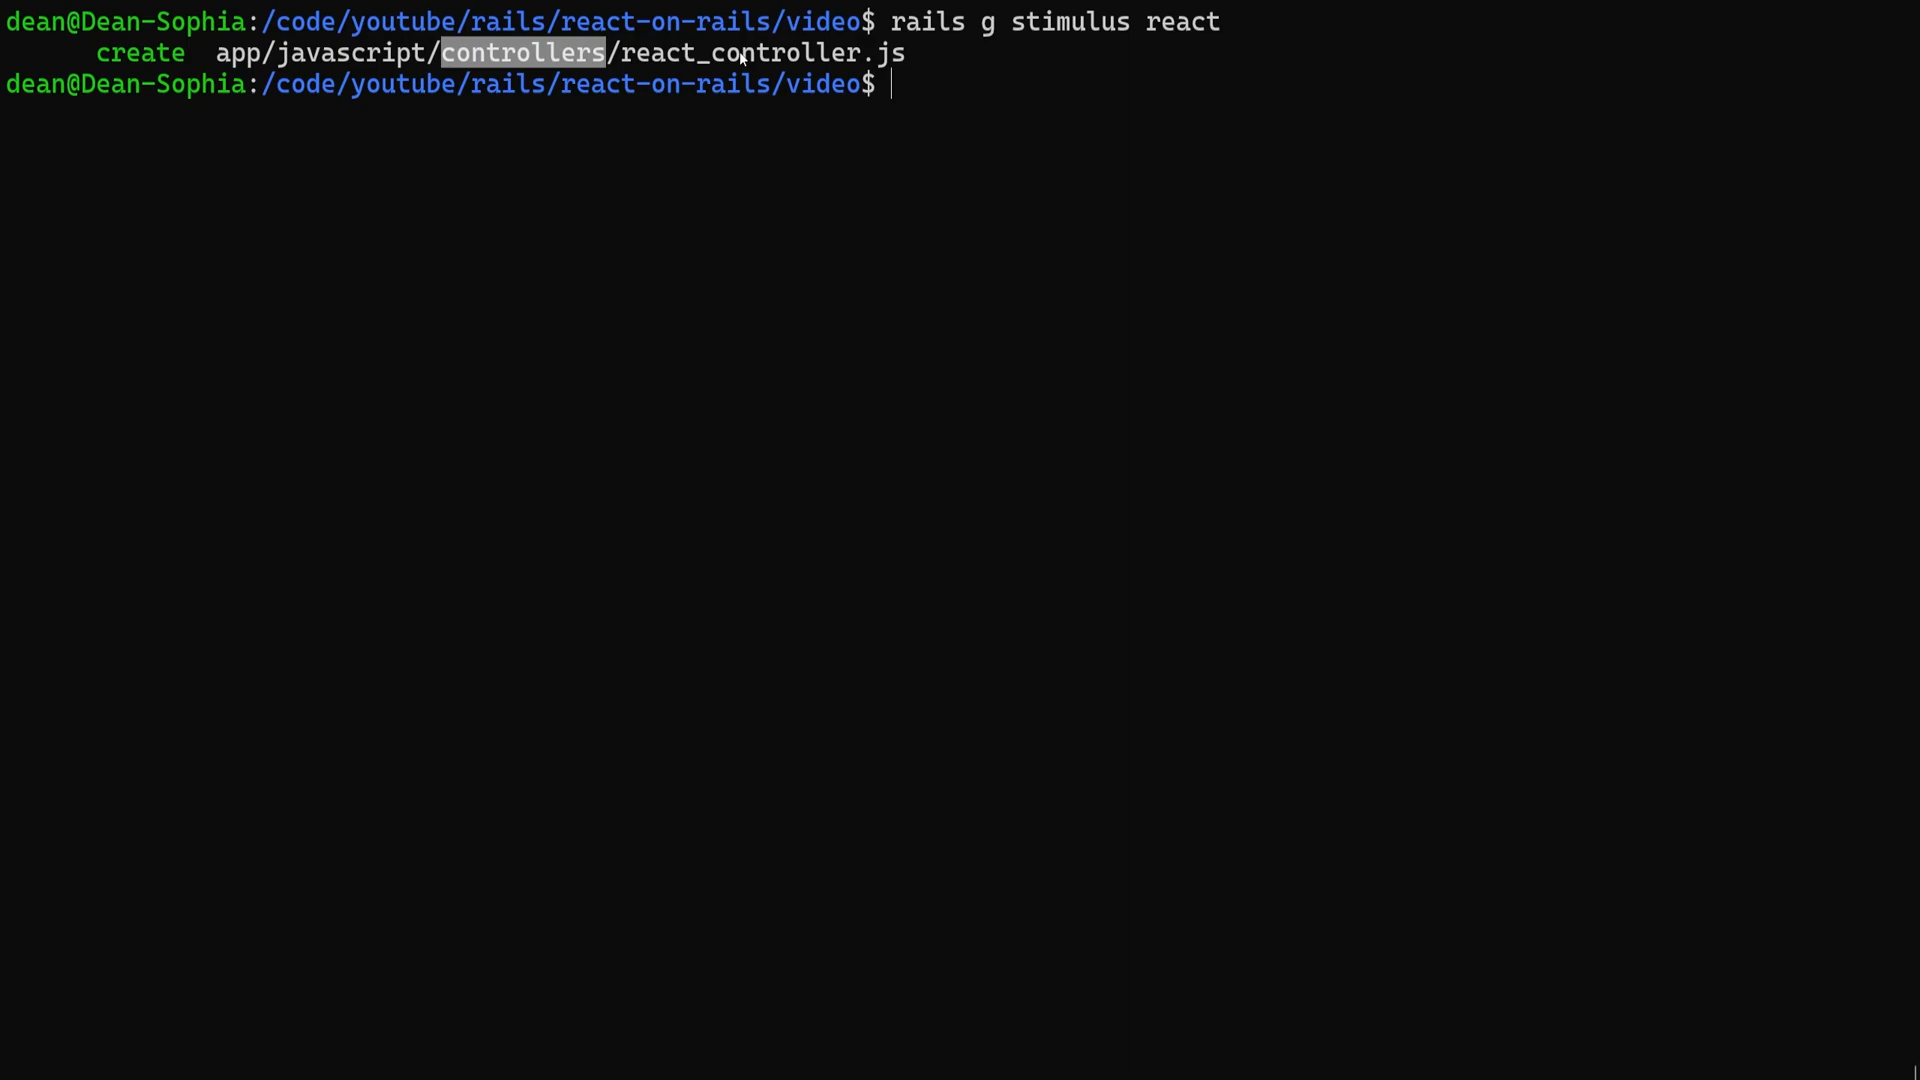 dean@Dean-Sophia:/code/youtube/rails/react-on-rails/video$ rails g stimulus react
create  app/javascript/controllers/react_controller.js
dean@Dean-Sophia:/code/youtube/rails/react-on-rails/video$